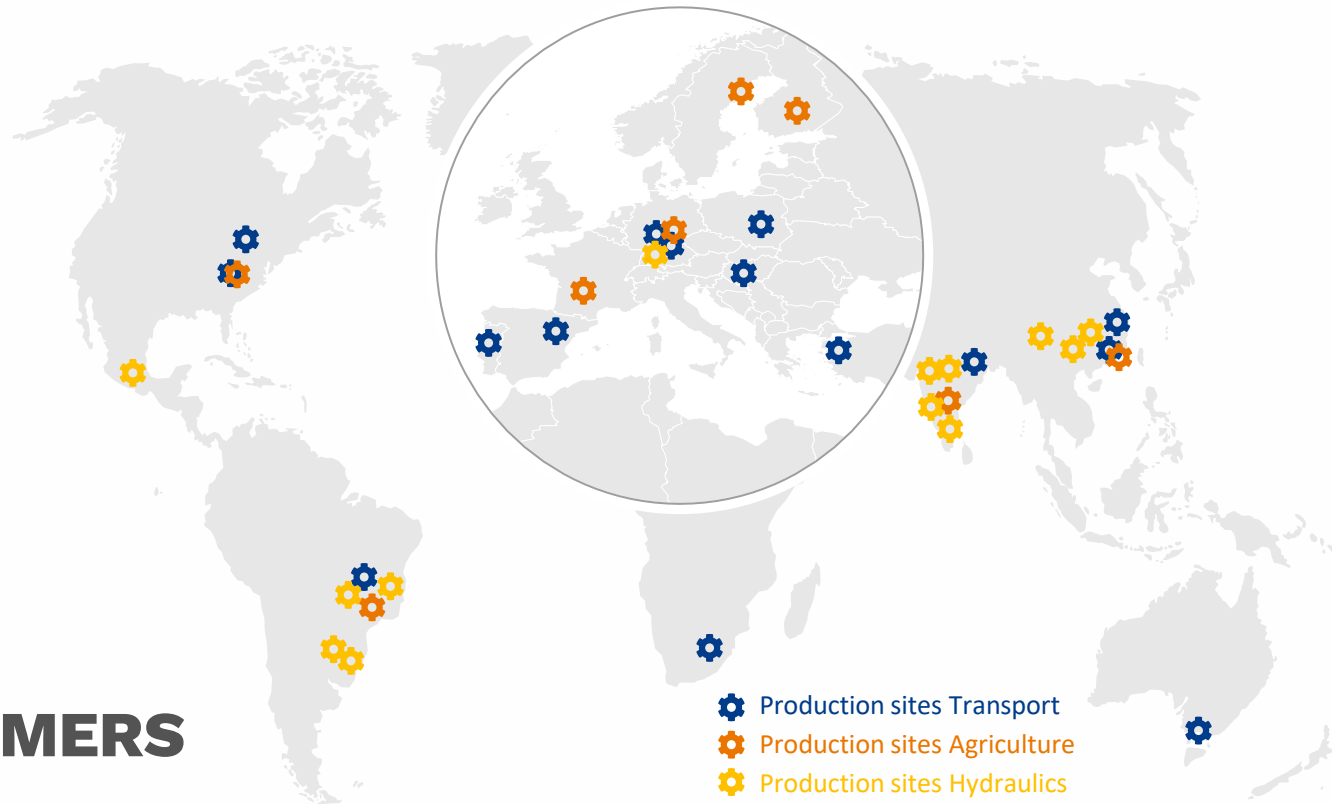 MERS
Production sites Transport
Production sites Agriculture
Production sites Hydraulics